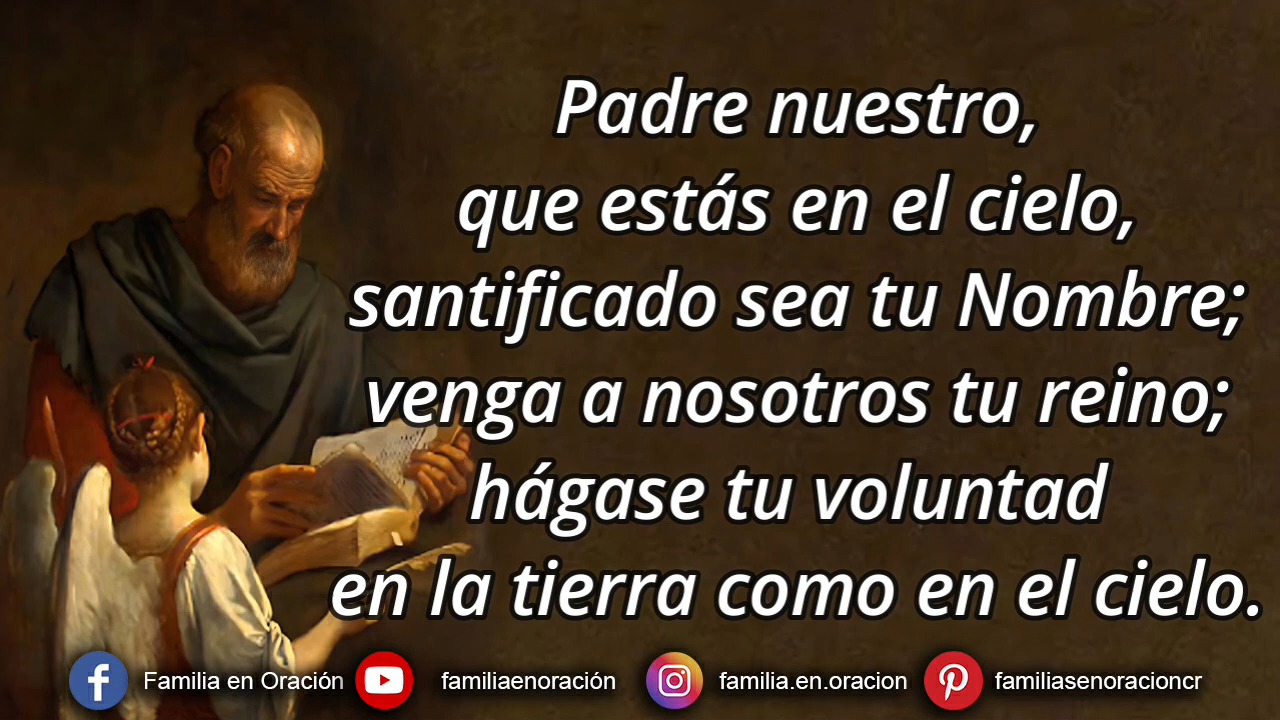 Padre nuestro,
que estás en el cielo,
santificado sea tu Nombre;
venga a nosotros tu reino;
hágase tu voluntad
en la tierra como en el cielo.
Familia en Oración familiaenoración familia.en.oracion familiasenoracioncr